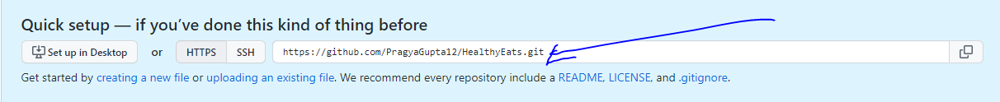 Quick setup — if you’ve done this kind of thing before
Set up in Desktop or HTTPS SSH https://github.com/PragyaGupta12/HealthyEats.git
Get started by creating a new file or uploading an existing file. We recommend every repository include a README, LICENSE, and .gitignore.